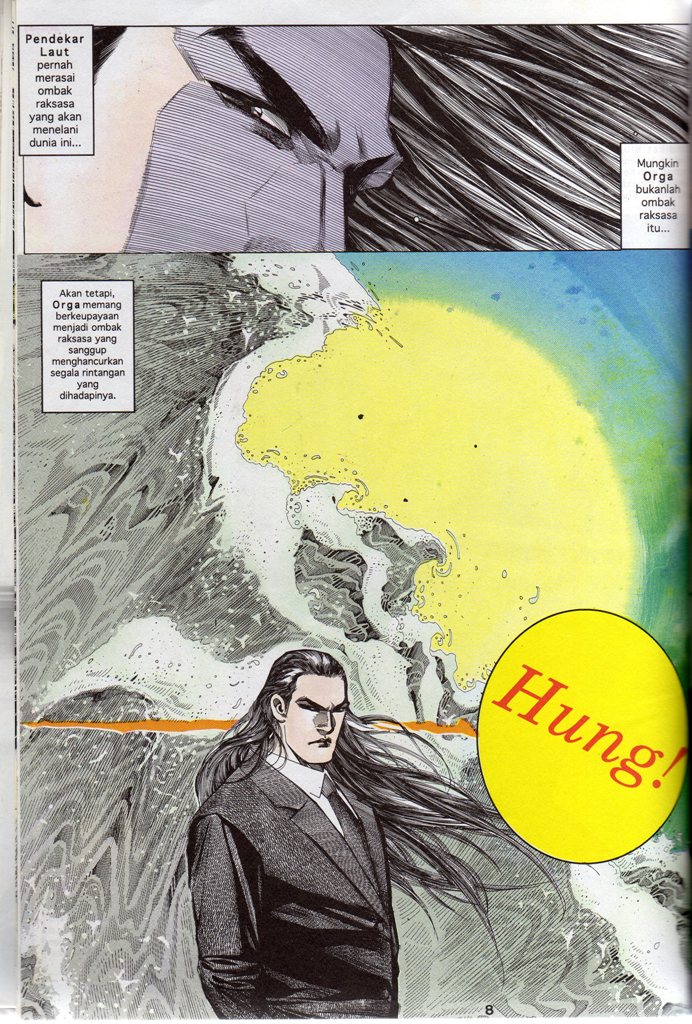 Pendekar
Laut
pernah
merasai
ombak
raksasa
yang akan
menelani
dunia ini...
Mungkin
Orga
bukanlah
ombak
raksasa
itu...
Akan tetapi,
Orga memang
berkeupayaan
menjadi ombak
raksasa yang
sanggup
menghancurkan
segala rintangan
yang
dihadapinya.
Hung!
8